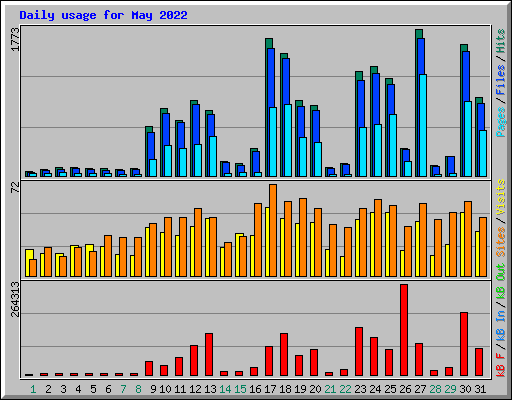 Daily usage for May 2022
1773
Pages / Files / Hits
72
Sites / Visits
264313
kB F / kB In / kB Out
1 2 3 4 5 6 7 8 9 10 11 12 13 14 15 16 17 18 19 20 21 22 23 24 25 26 27 28 29 30 31